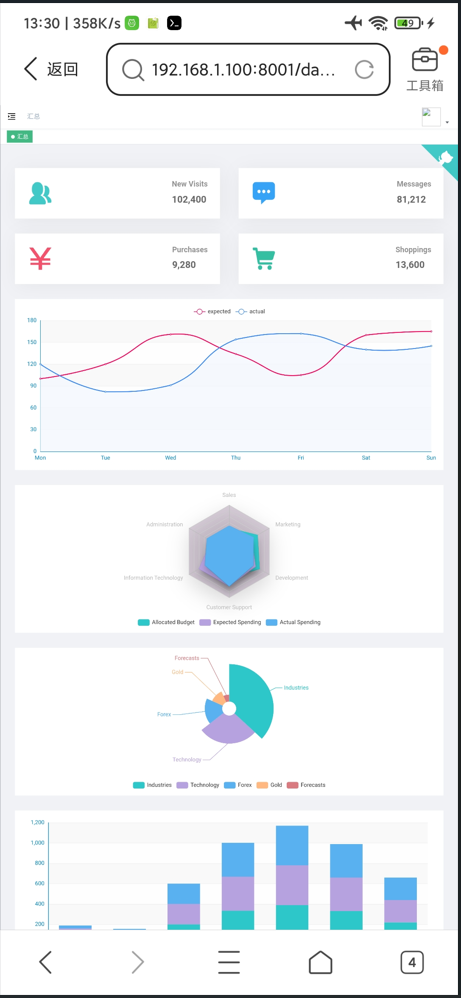 13:30 | 358K/s
49
返回
192.168.1.100:8001/da...
工具箱
汇总
汇总
New Visits
102,400
Messages
81,212
Purchases
9,280
Shoppings
13,600
expected
actual
180
150
120
90
60
30
0
Mon
Tue
Wed
Thu
Fri
Sat
Sun
Sales
Administration
Marketing
Information Technology
Development
Customer Support
Allocated Budget
Expected Spending
Actual Spending
Forecasts
Gold
Industries
Forex
Technology
Industries
Technology
Forex
Gold
Forecasts
1,200
1,000
800
600
400
200
4